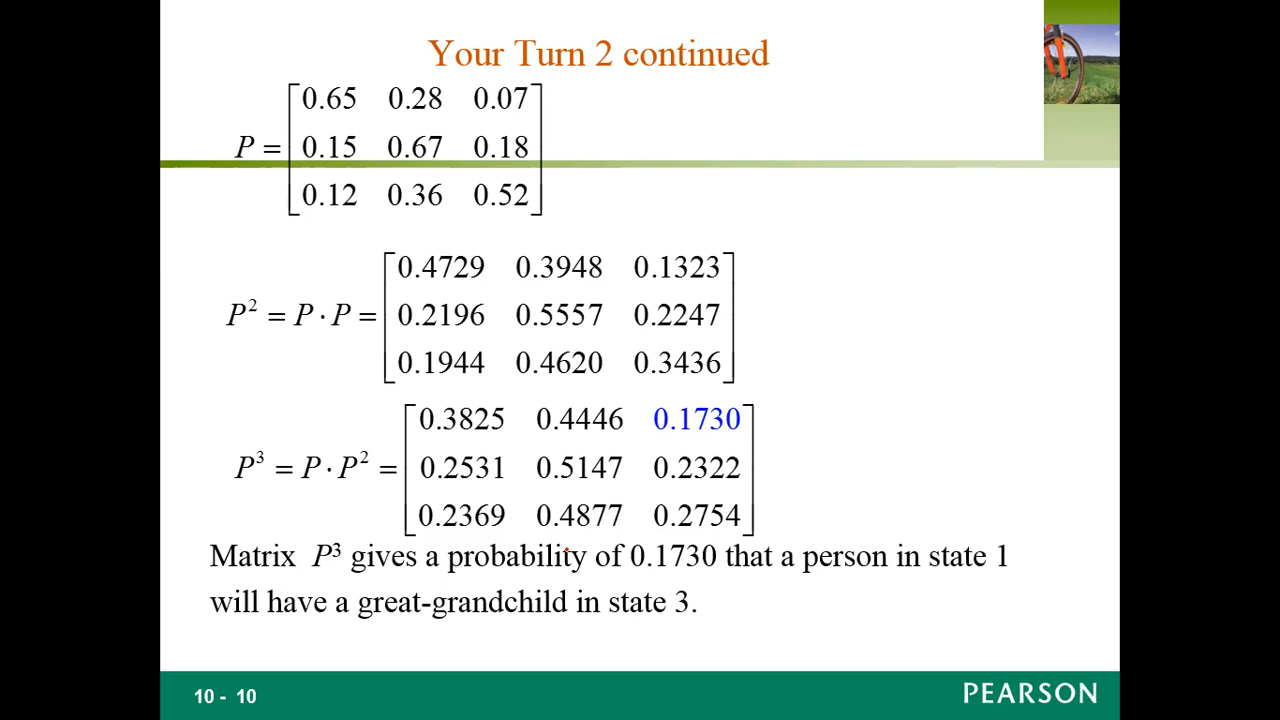 Your Turn 2 continued
P = [0.65 0.28 0.07
0.15 0.67 0.18
0.12 0.36 0.52]
P² = P · P = [0.4729 0.3948 0.1323
0.2196 0.5557 0.2247
0.1944 0.4620 0.3436]
P³ = P · P² = [0.3825 0.4446 0.1730
0.2531 0.5147 0.2322
0.2369 0.4877 0.2754]
Matrix P³ gives a probability of 0.1730 that a person in state 1
will have a great-grandchild in state 3.
10 - 10
PEARSON